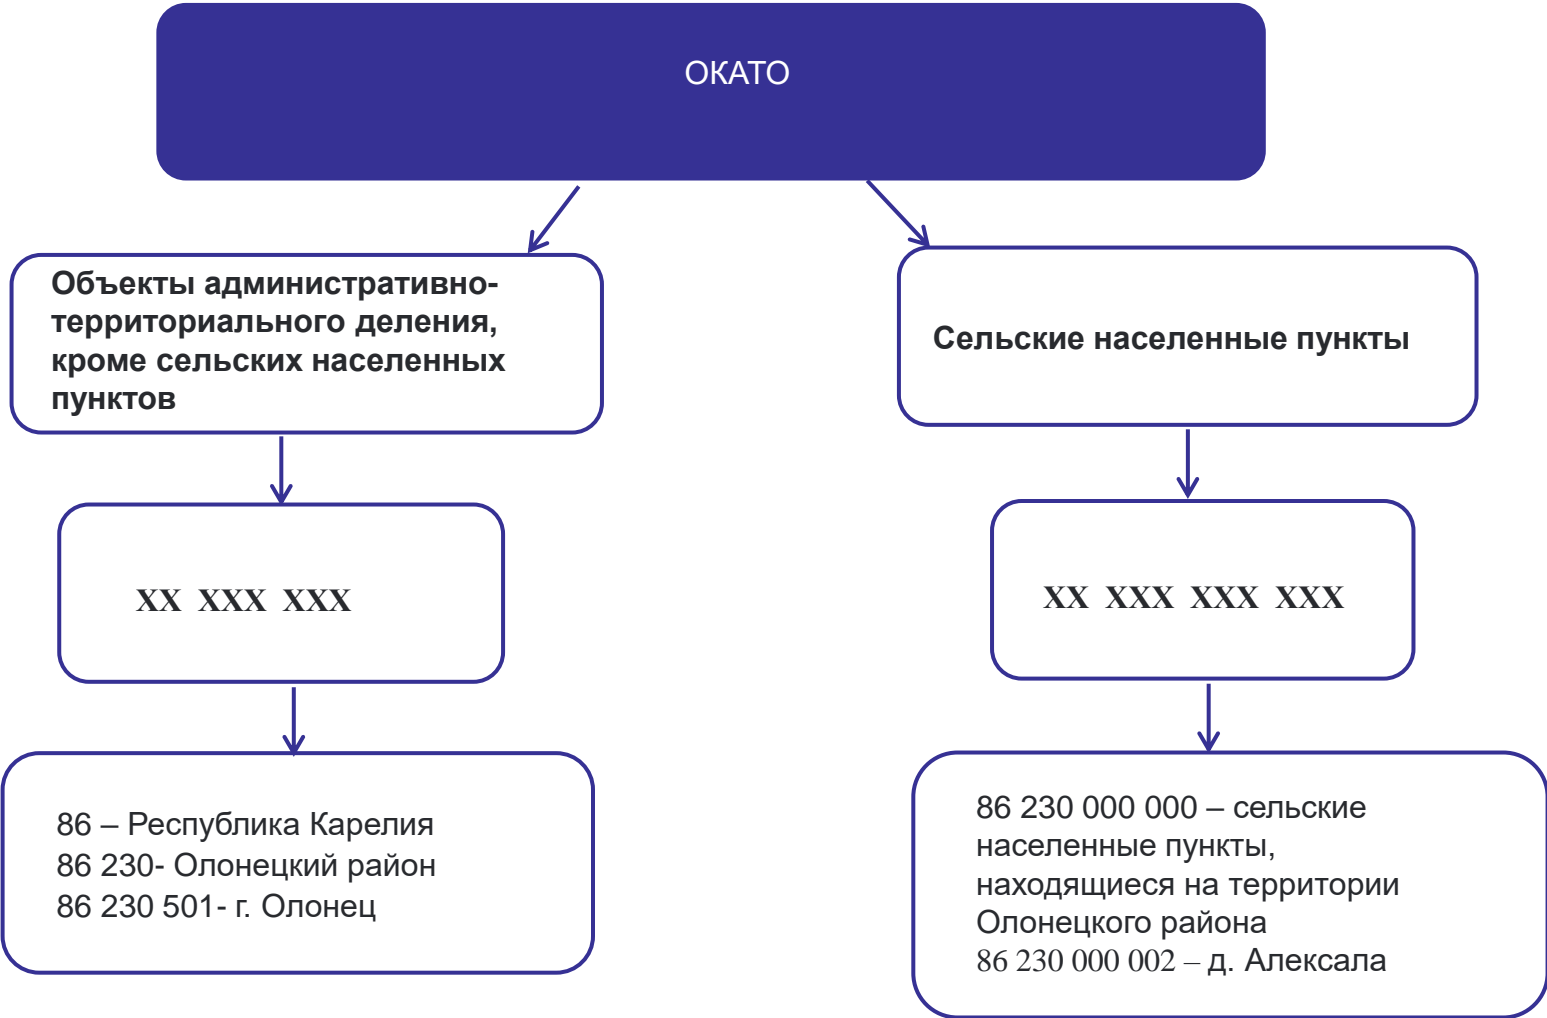 ОКАТО
Объекты административно-
территориального деления,
кроме сельских населенных
пунктов
Сельские населенные пункты
XX XXX XXX
XX XXX XXX XXX
86 – Республика Карелия
86 230- Олонецкий район
86 230 501- г. Олонец
86 230 000 000 – сельские
населенные пункты,
находящиеся на территории
Олонецкого района
86 230 000 002 – д. Алексала